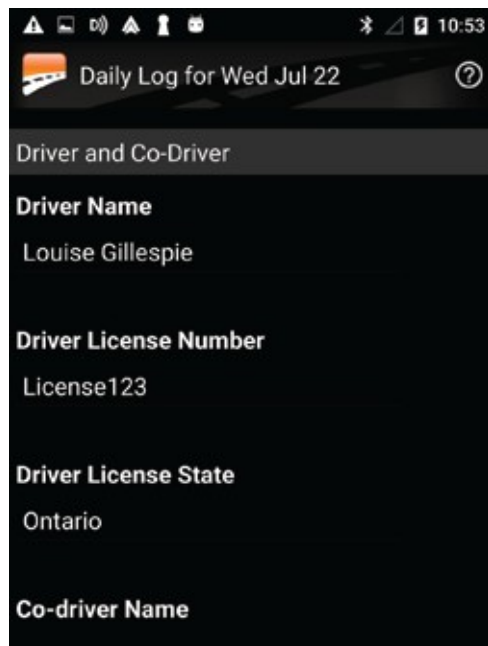 10:53
Daily Log for Wed Jul 22
Driver and Co-Driver
Driver Name
Louise Gillespie
Driver License Number
License123
Driver License State
Ontario
Co-driver Name